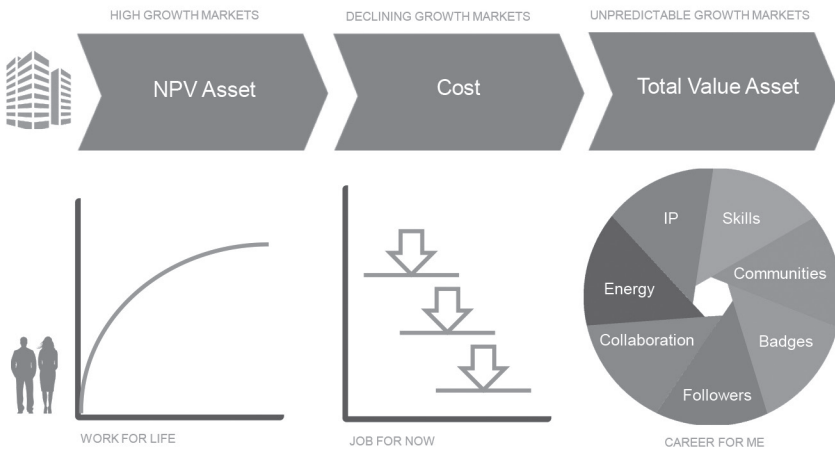 HIGH GROWTH MARKETS
DECLINING GROWTH MARKETS
UNPREDICTABLE GROWTH MARKETS
NPV Asset
Cost
Total Value Asset
IP
Skills
Communities
Energy
Collaboration
Badges
Followers
WORK FOR LIFE
JOB FOR NOW
CAREER FOR ME